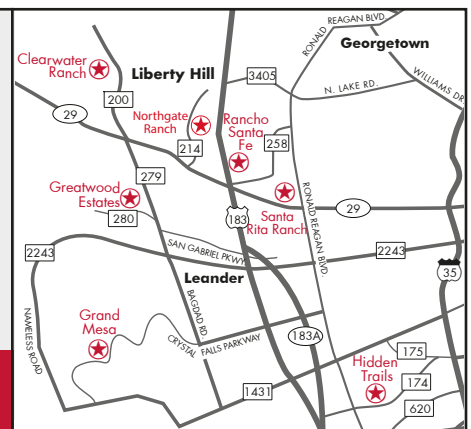 REAGAN BLVD.
RONALD
Georgetown
Clearwater
Ranch
Liberty Hill
3405
N. LAKE RD.
WILLIAMS DR.
200
29
Northgate
Ranch
Rancho
Santa
Fe
214
258
279
Greatwood
Estates
280
183
Santa
Rita Ranch
RONALD REAGAN BLVD.
29
SAN GABRIEL PKWY.
2243
2243
35
Leander
BAGDAD RD
NAMELESS ROAD
Grand
Mesa
CRYSTAL FALLS PARKWAY
183A
Hidden
Trails
175
174
1431
620